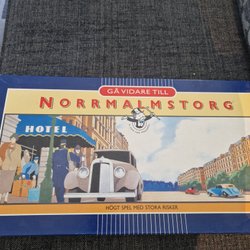 GÅ VIDARE TILL
NORRMALMSTORG
HOTEL
HÖGT SPEL MED STORA RISKER